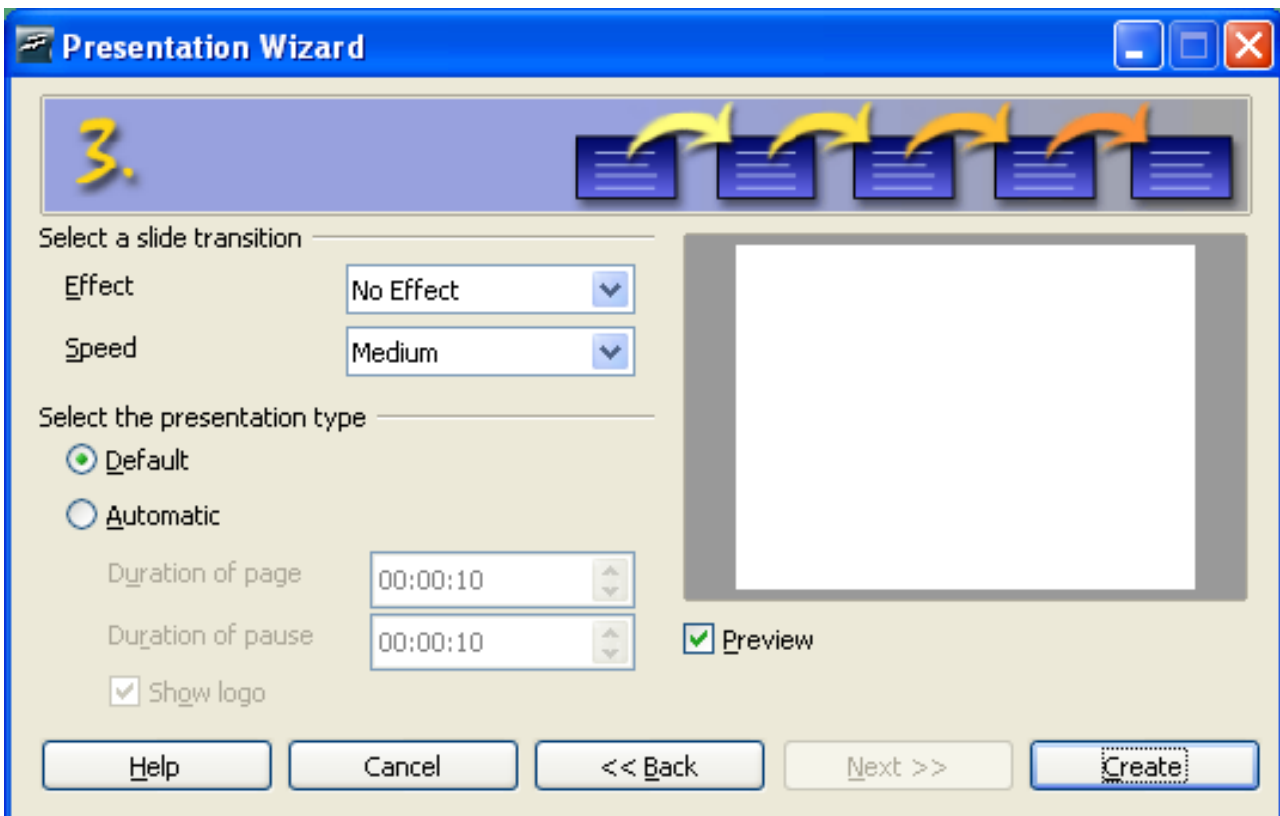 Presentation Wizard
3.
Select a slide transition
Effect No Effect
Speed Medium
Select the presentation type
Default
Automatic
Duration of page 00:00:10
Duration of pause 00:00:10
Show logo
Preview
Help Cancel << Back Next >> Create